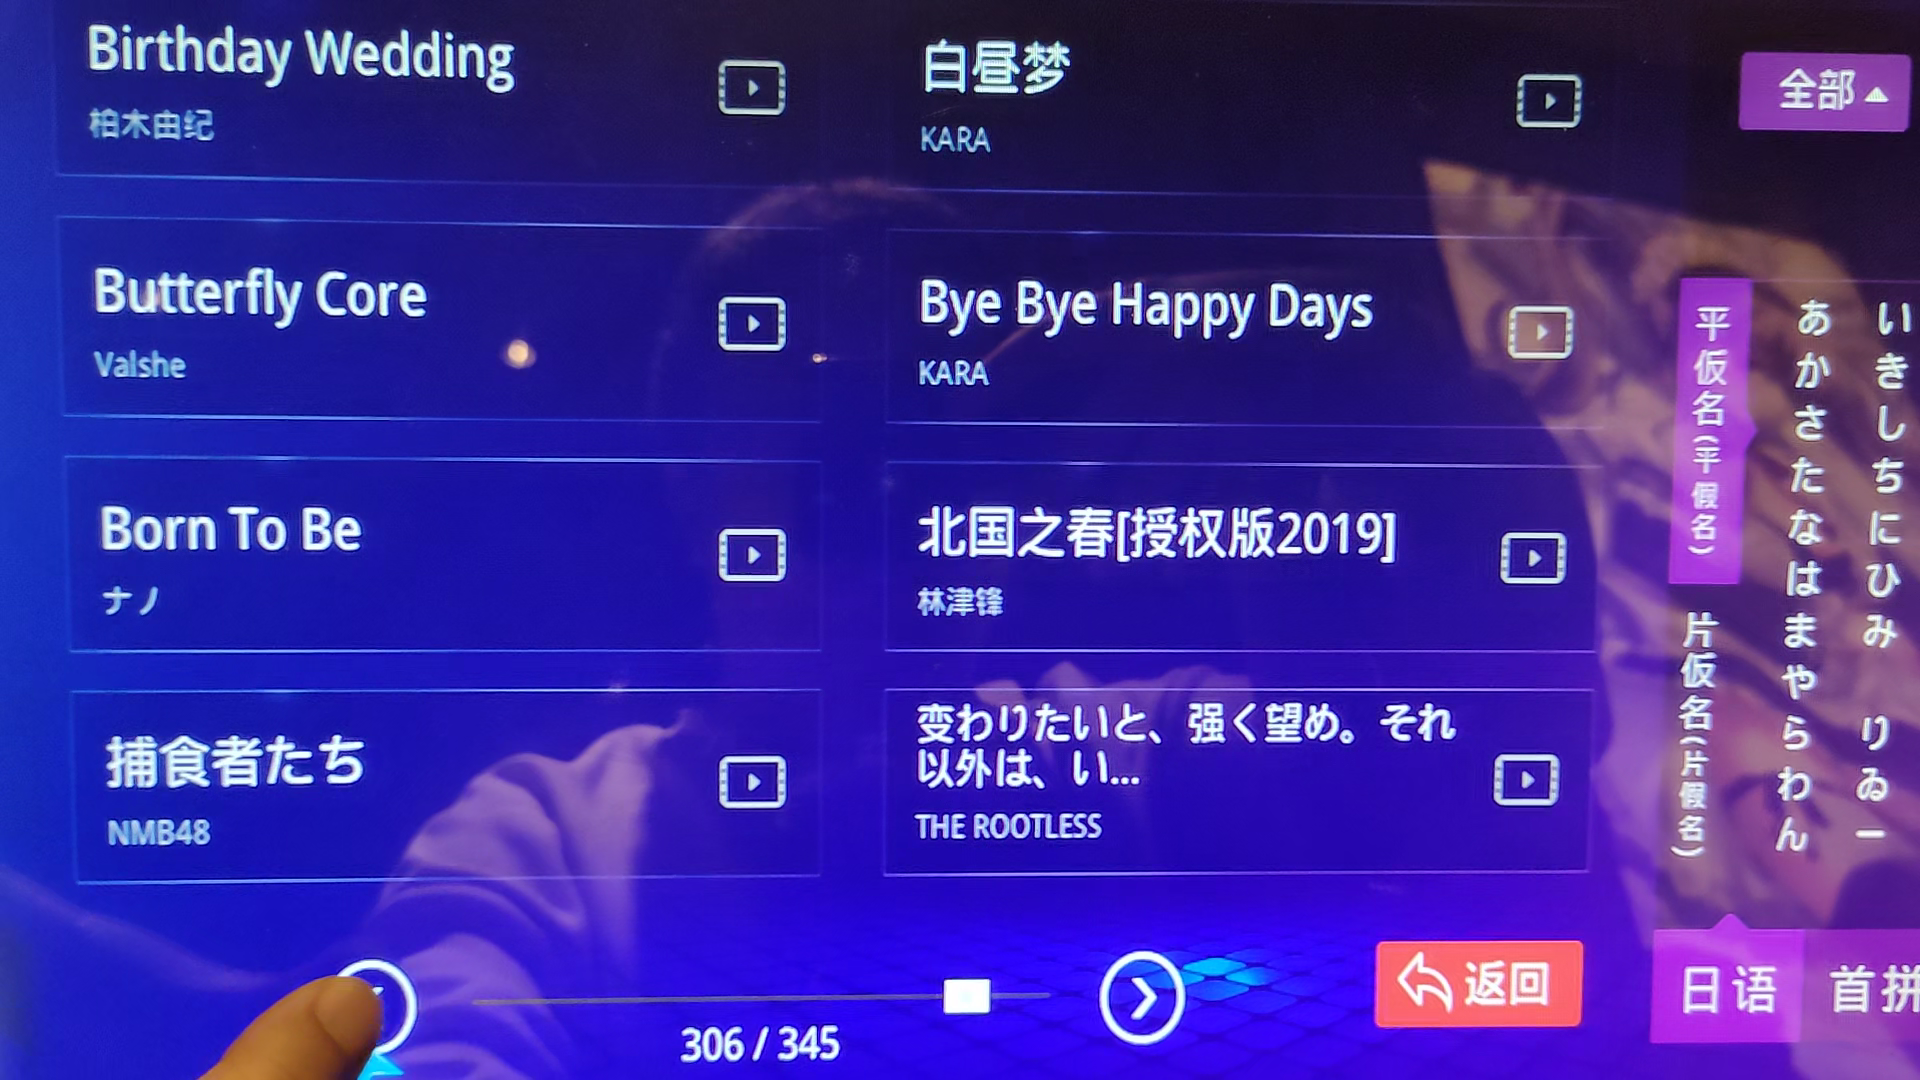 Birthday Wedding
柏木由纪
白昼梦
KARA
Butterfly Core
Valshe
Bye Bye Happy Days
KARA
Born To Be
ナノ
北国之春[授权版2019]
林津锋
捕食者たち
NMB48
変わりたいと、强く望め。それ
以外は、い...
THE ROOTLESS
306 / 345
返回
全部
平仮名(平假名)
片仮名(片假名)
あかさたなはまやらわん
いきしちにひみ りゐー
日语
首拼